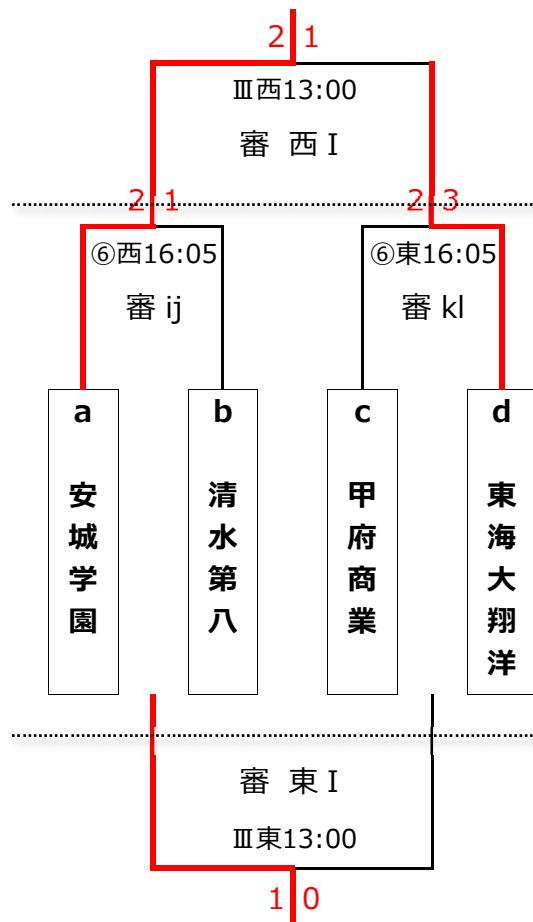 2 1
Ⅲ西13:00
審 西 I
2 1
2 3
⑥西16:05
⑥東16:05
審 ij
審 kl
a
安城学園
b
清水第八
c
甲府商業
d
東海大翔洋
審 東 I
Ⅲ東13:00
1 0